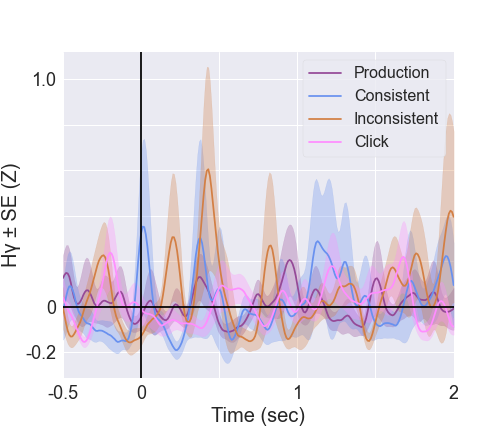 Production
Consistent
Inconsistent
Click
1.0
0
-0.2
Hγ ± SE (Z)
-0.5
0
1
2
Time (sec)